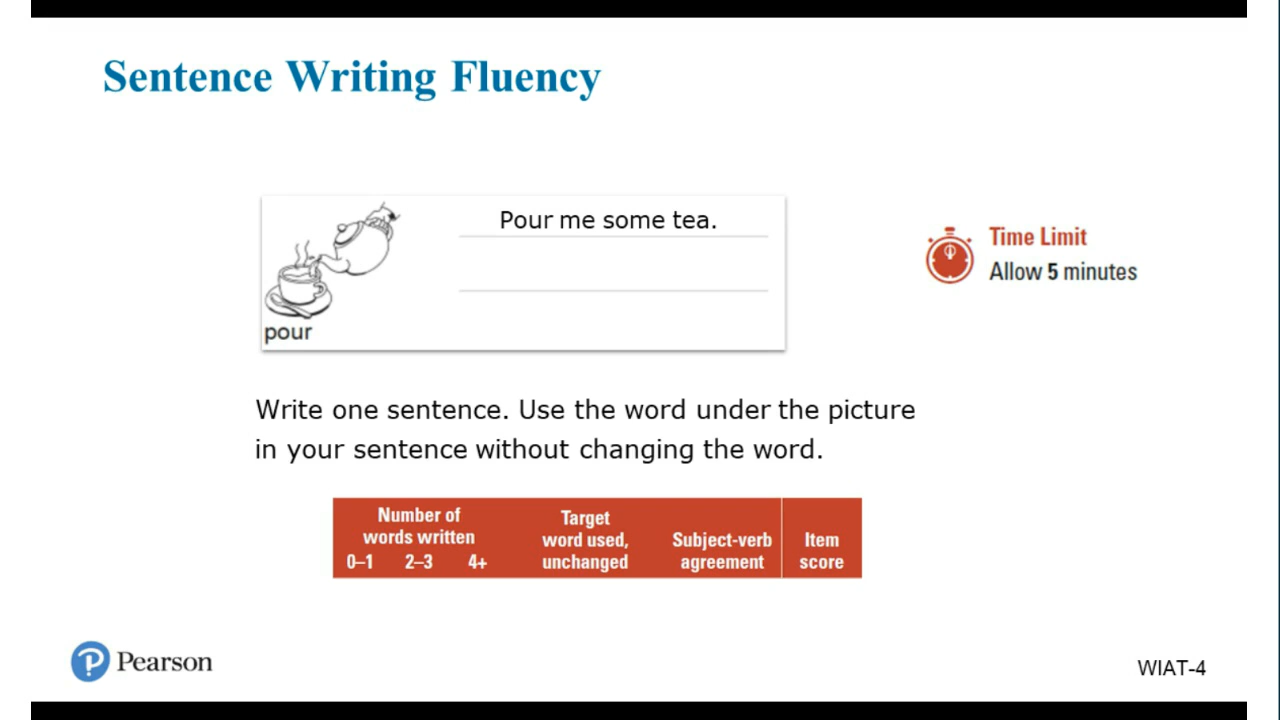 Sentence Writing Fluency
Pour me some tea.
pour
Time Limit
Allow 5 minutes
Write one sentence. Use the word under the picture
in your sentence without changing the word.
Number of
words written
0–1 2–3 4+
Target
word used,
unchanged
Subject-verb
agreement
Item
score
Pearson
WIAT-4